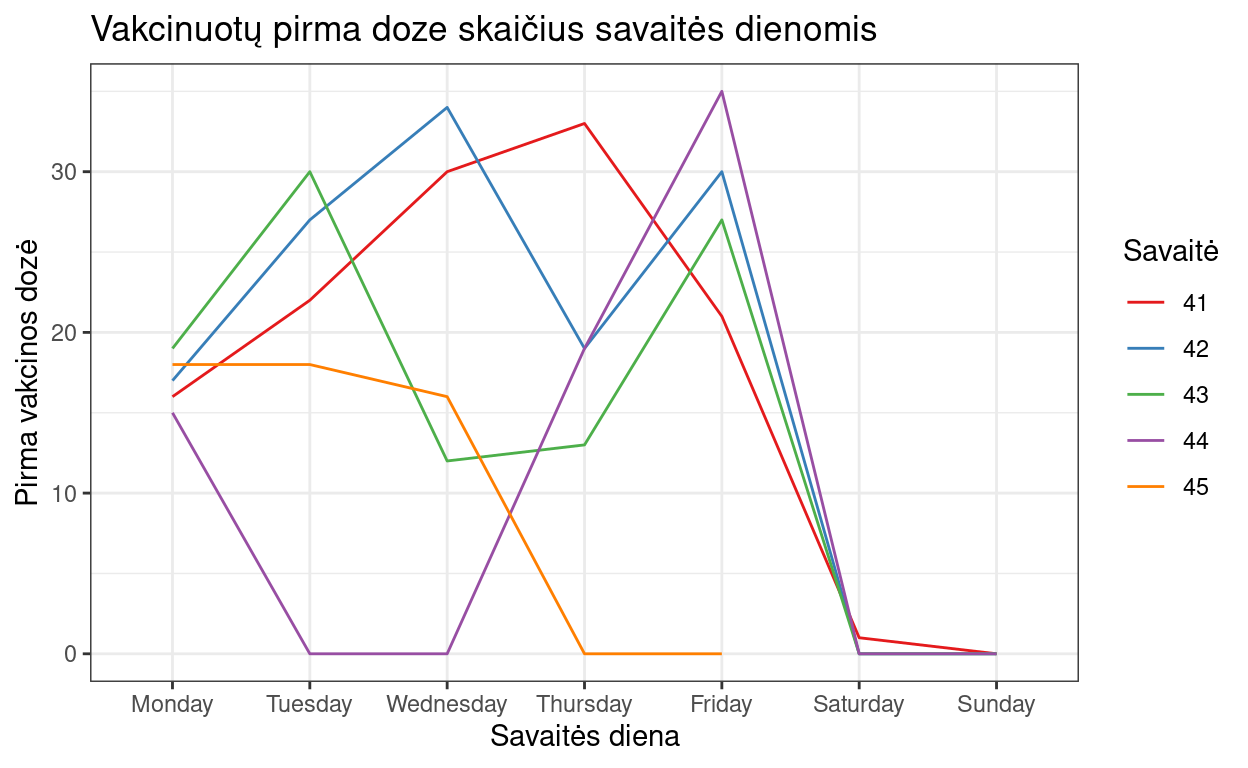 Vakcinuotų pirma doze skaičius savaitės dienomis
Pirma vakcinos dozė
30
20
10
0
Monday Tuesday Wednesday Thursday Friday Saturday Sunday
Savaitės diena
Savaitė
41
42
43
44
45